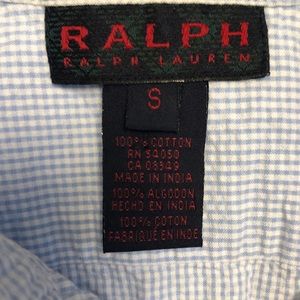 RALPH
RALPH LAUREN
S
100% COTTON
RN 54050
CA 08349
MADE IN INDIA
100% ALGODON
HECHO EN INDIA
100% COTON
FABRIQUE EN INDE